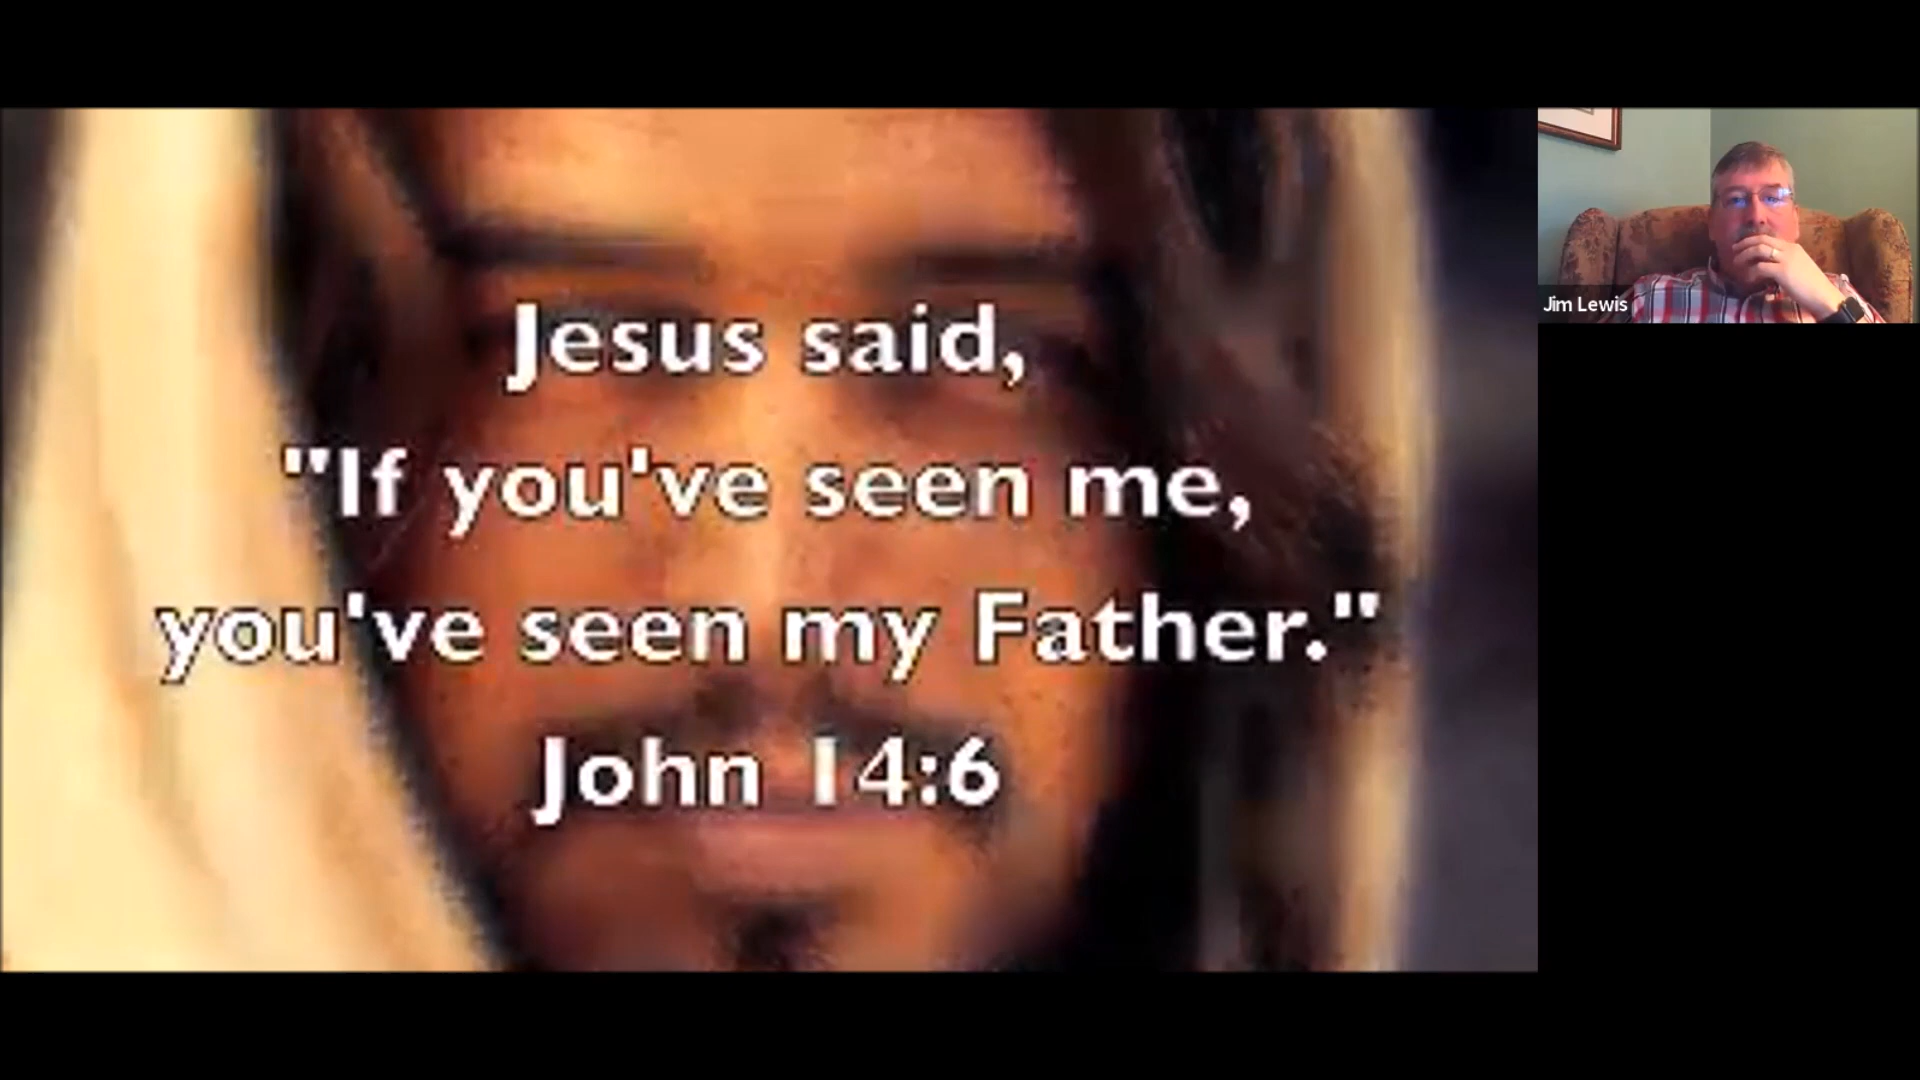 Jesus said,
"If you've seen me,
you've seen my Father."
John 14:6
Jim Lewis